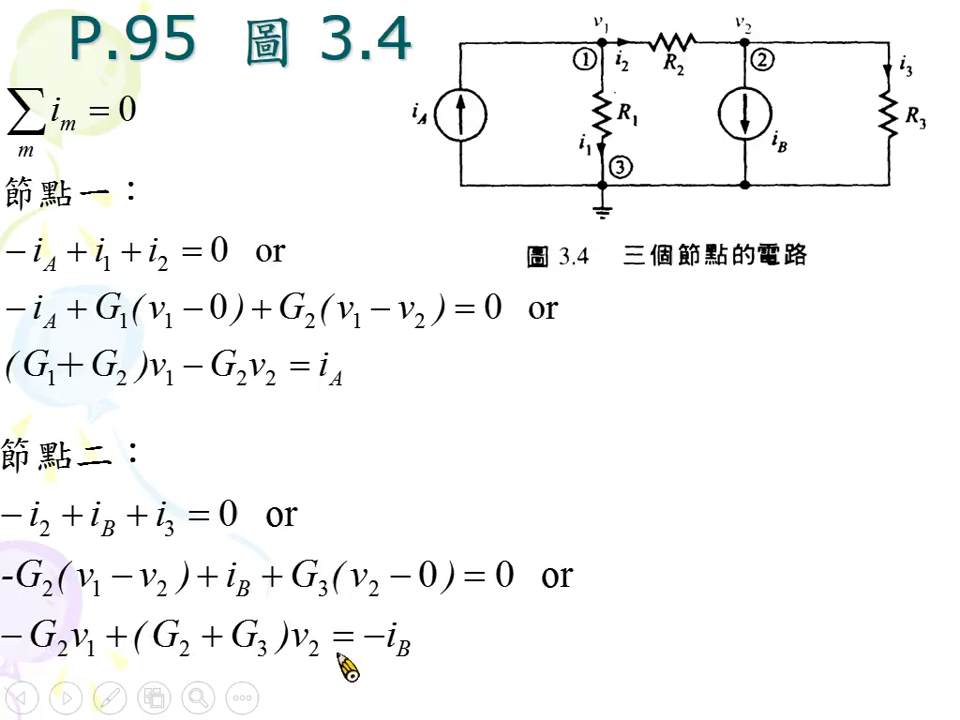 P.95 圖 3.4
∑ i_m = 0
m
節點一：
−i_A + i_1 + i_2 = 0 or
−i_A + G_1(v_1 − 0) + G_2(v_1 − v_2) = 0 or
(G_1 + G_2)v_1 − G_2v_2 = i_A
節點二：
−i_2 + i_B + i_3 = 0 or
-G_2(v_1 − v_2) + i_B + G_3(v_2 − 0) = 0 or
−G_2v_1 + (G_2 + G_3)v_2 = −i_B
v_1 v_2
① i_2 R_2 ② i_3
i_A R_1 i_B R_3
i_1 ③
圖 3.4 三個節點的電路